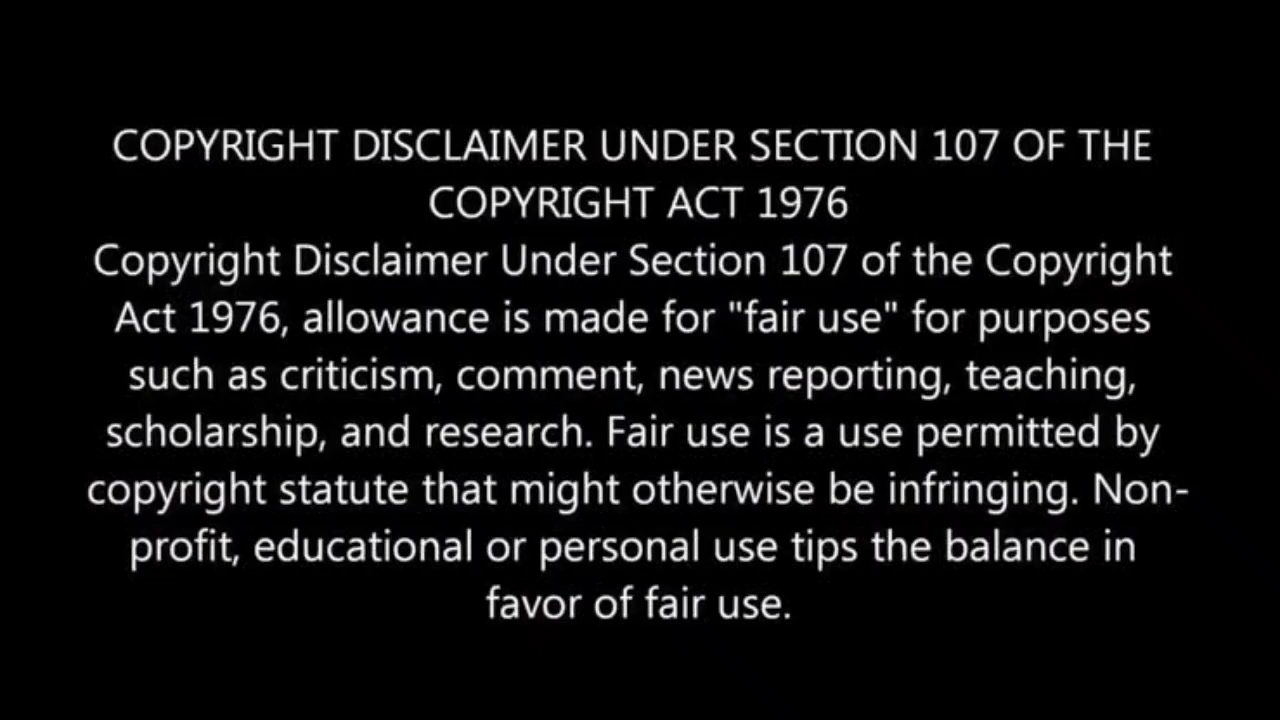 COPYRIGHT DISCLAIMER UNDER SECTION 107 OF THE
COPYRIGHT ACT 1976
Copyright Disclaimer Under Section 107 of the Copyright
Act 1976, allowance is made for "fair use" for purposes
such as criticism, comment, news reporting, teaching,
scholarship, and research. Fair use is a use permitted by
copyright statute that might otherwise be infringing. Non-
profit, educational or personal use tips the balance in
favor of fair use.